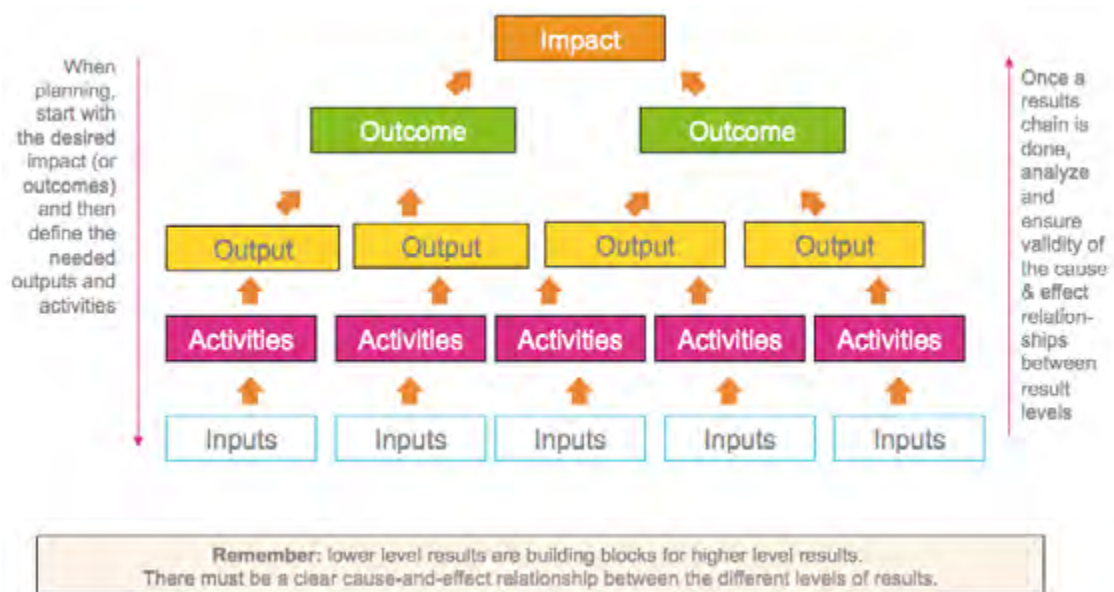 Impact
When
planning,
start with
the desired
impact (or
outcomes)
and then
define the
needed
outputs and
activities
Outcome
Outcome
Output
Output
Output
Output
Activities
Activities
Activities
Activities
Activities
Inputs
Inputs
Inputs
Inputs
Inputs
Once a
results
chain is
done,
analyze
and
ensure
validity of
the cause
& effect
relation-
ships
between
result
levels
Remember: lower level results are building blocks for higher level results.
There must be a clear cause-and-effect relationship between the different levels of results.